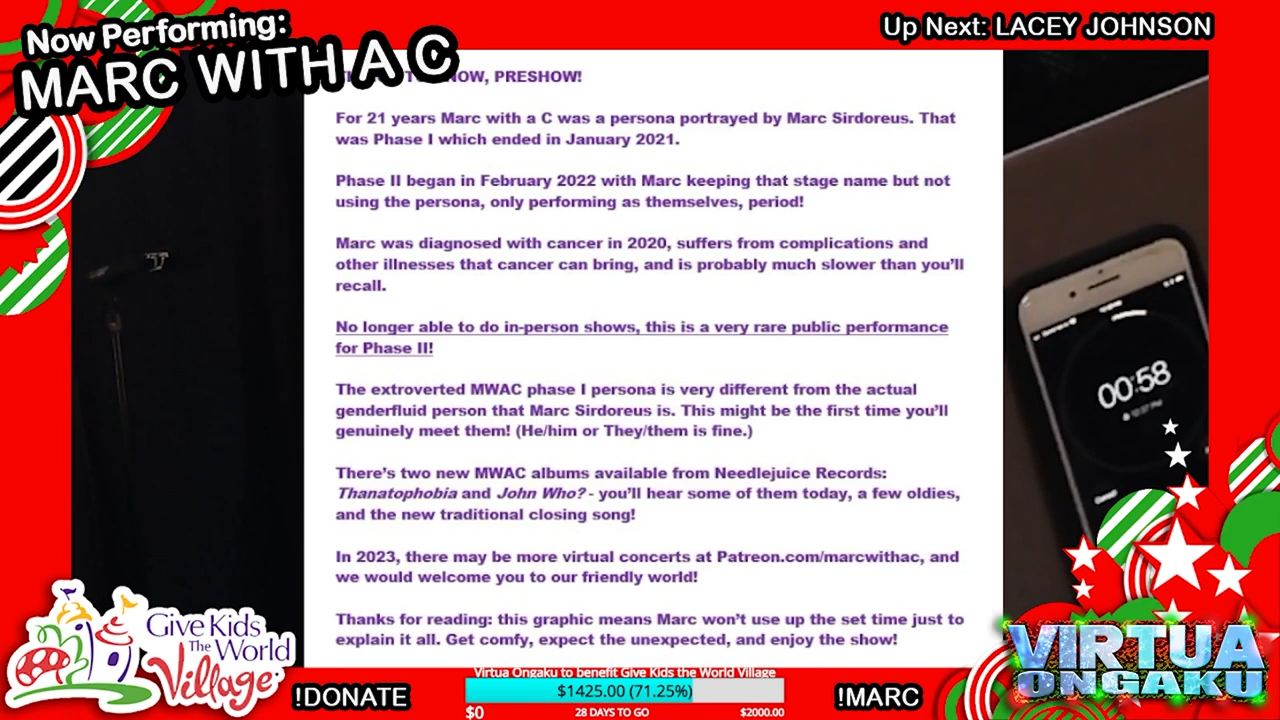 Now Performing:
MARC WITH A C
Up Next: LACEY JOHNSON
NOW, PRESHOW!
For 21 years Marc with a C was a persona portrayed by Marc Sirdoreus. That
was Phase I which ended in January 2021.
Phase II began in February 2022 with Marc keeping that stage name but not
using the persona, only performing as themselves, period!
Marc was diagnosed with cancer in 2020, suffers from complications and
other illnesses that cancer can bring, and is probably much slower than you'll
recall.
No longer able to do in-person shows, this is a very rare public performance
for Phase II!
The extroverted MWAC phase I persona is very different from the actual
genderfluid person that Marc Sirdoreus is. This might be the first time you'll
genuinely meet them! (He/him or They/them is fine.)
There's two new MWAC albums available from Needlejuice Records:
Thanatophobia and John Who? - you'll hear some of them today, a few oldies,
and the new traditional closing song!
In 2023, there may be more virtual concerts at Patreon.com/marcwithac, and
we would welcome you to our friendly world!
Thanks for reading: this graphic means Marc won't use up the set time just to
explain it all. Get comfy, expect the unexpected, and enjoy the show!
00:58
Give Kids
The World
Village
!DONATE
Virtua Ongaku to benefit Give Kids the World Village
$1425.00 (71.25%)
$0
28 DAYS TO GO
$2000.00
!MARC
VIRTUA
ONGAKU